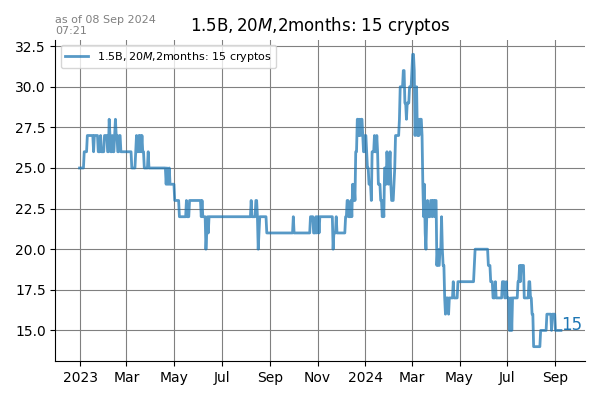 as of 08 Sep 2024
07:21
1.5B, 20M,2months: 15 cryptos
1.5B, 20M,2months: 15 cryptos
32.5
30.0
27.5
25.0
22.5
20.0
17.5
15.0
15
2023 Mar May Jul Sep Nov 2024 Mar May Jul Sep